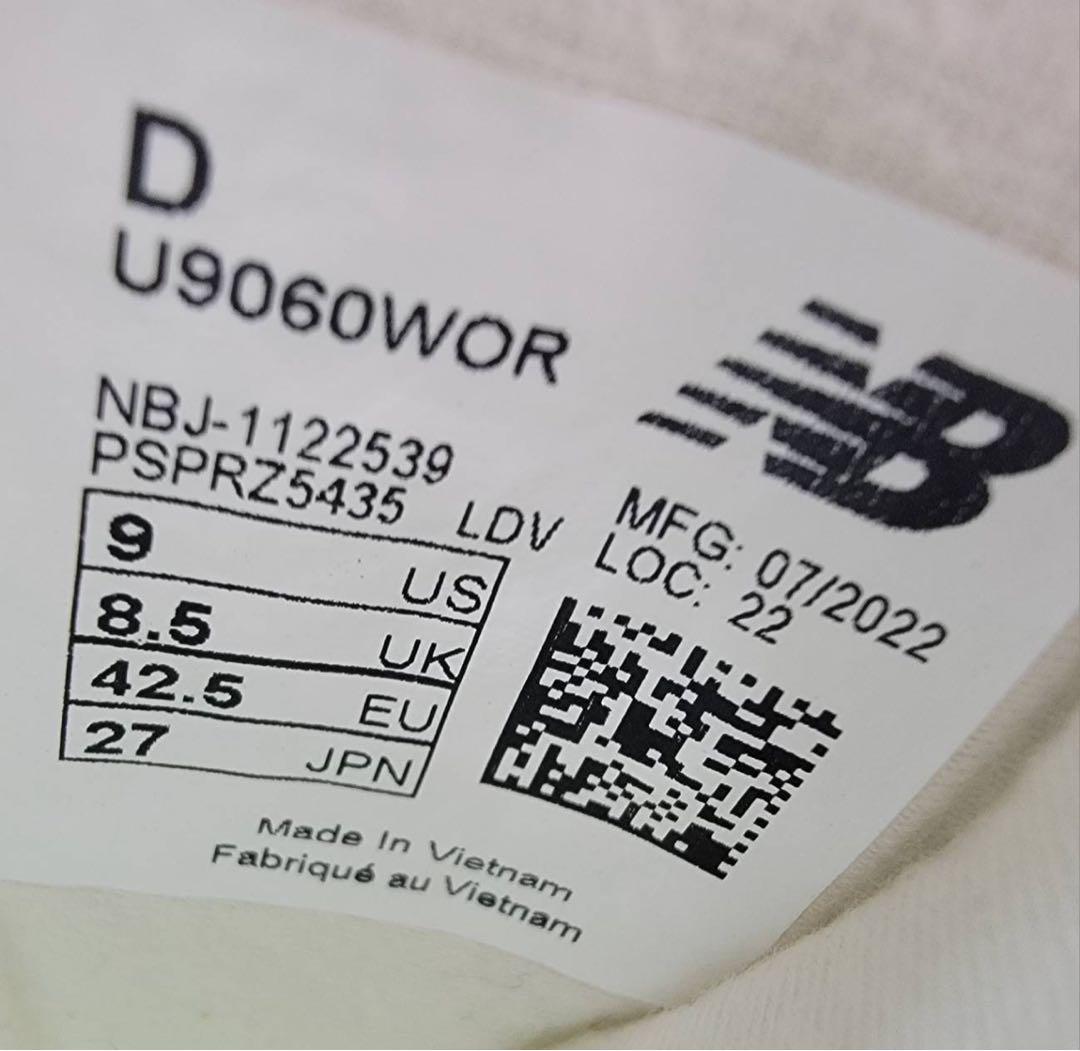 D
U9060WOR
NB
NBJ-1122539
PSPRZ5435 LDV
MFG: 07/2022
LOC: 22
9 US
8.5 UK
42.5 EU
27 JPN
Made In Vietnam
Fabriqué au Vietnam